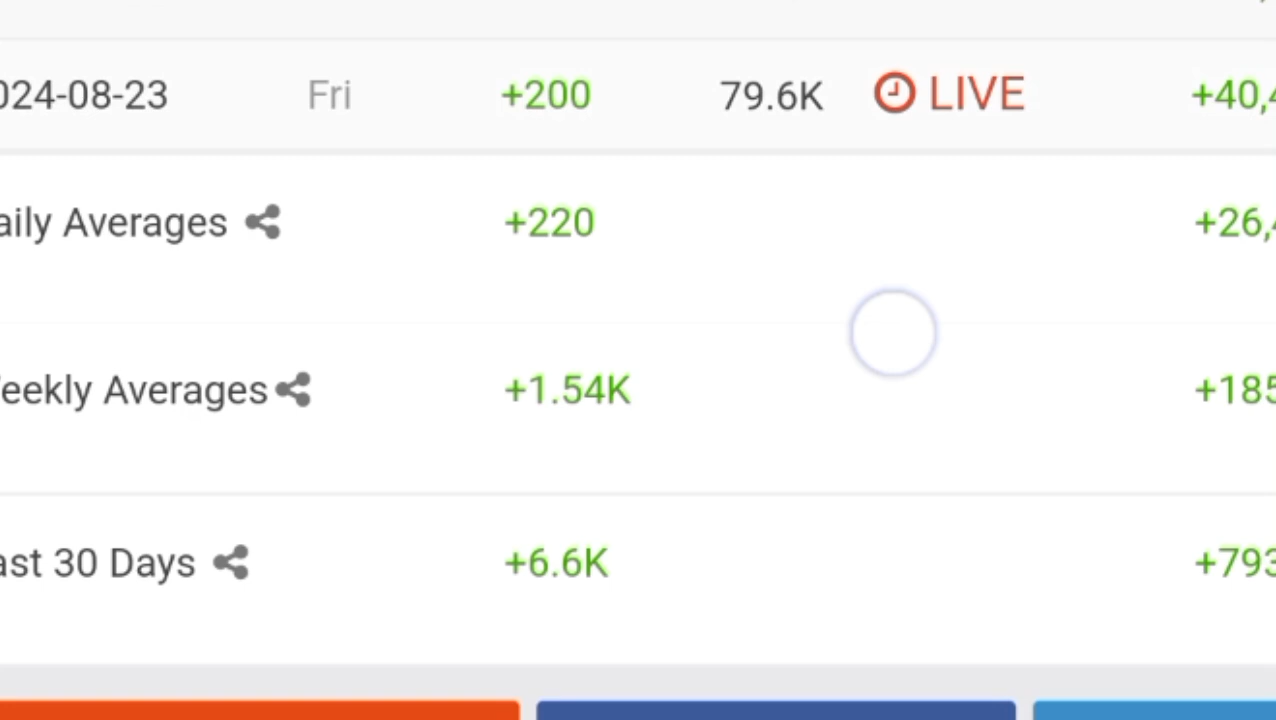 024-08-23 Fri +200 79.6K LIVE +40,4
aily Averages +220 +26,4
eekly Averages +1.54K +185
ast 30 Days +6.6K +793